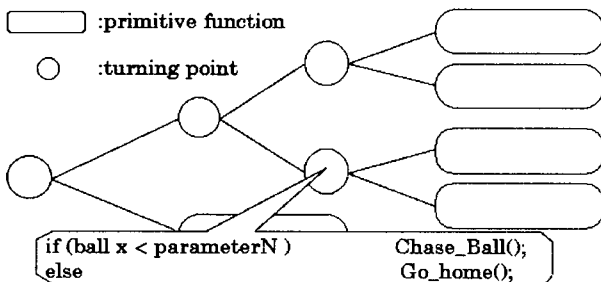 :primitive function
:turning point
if (ball x < parameterN ) Chase_Ball();
else Go_home();